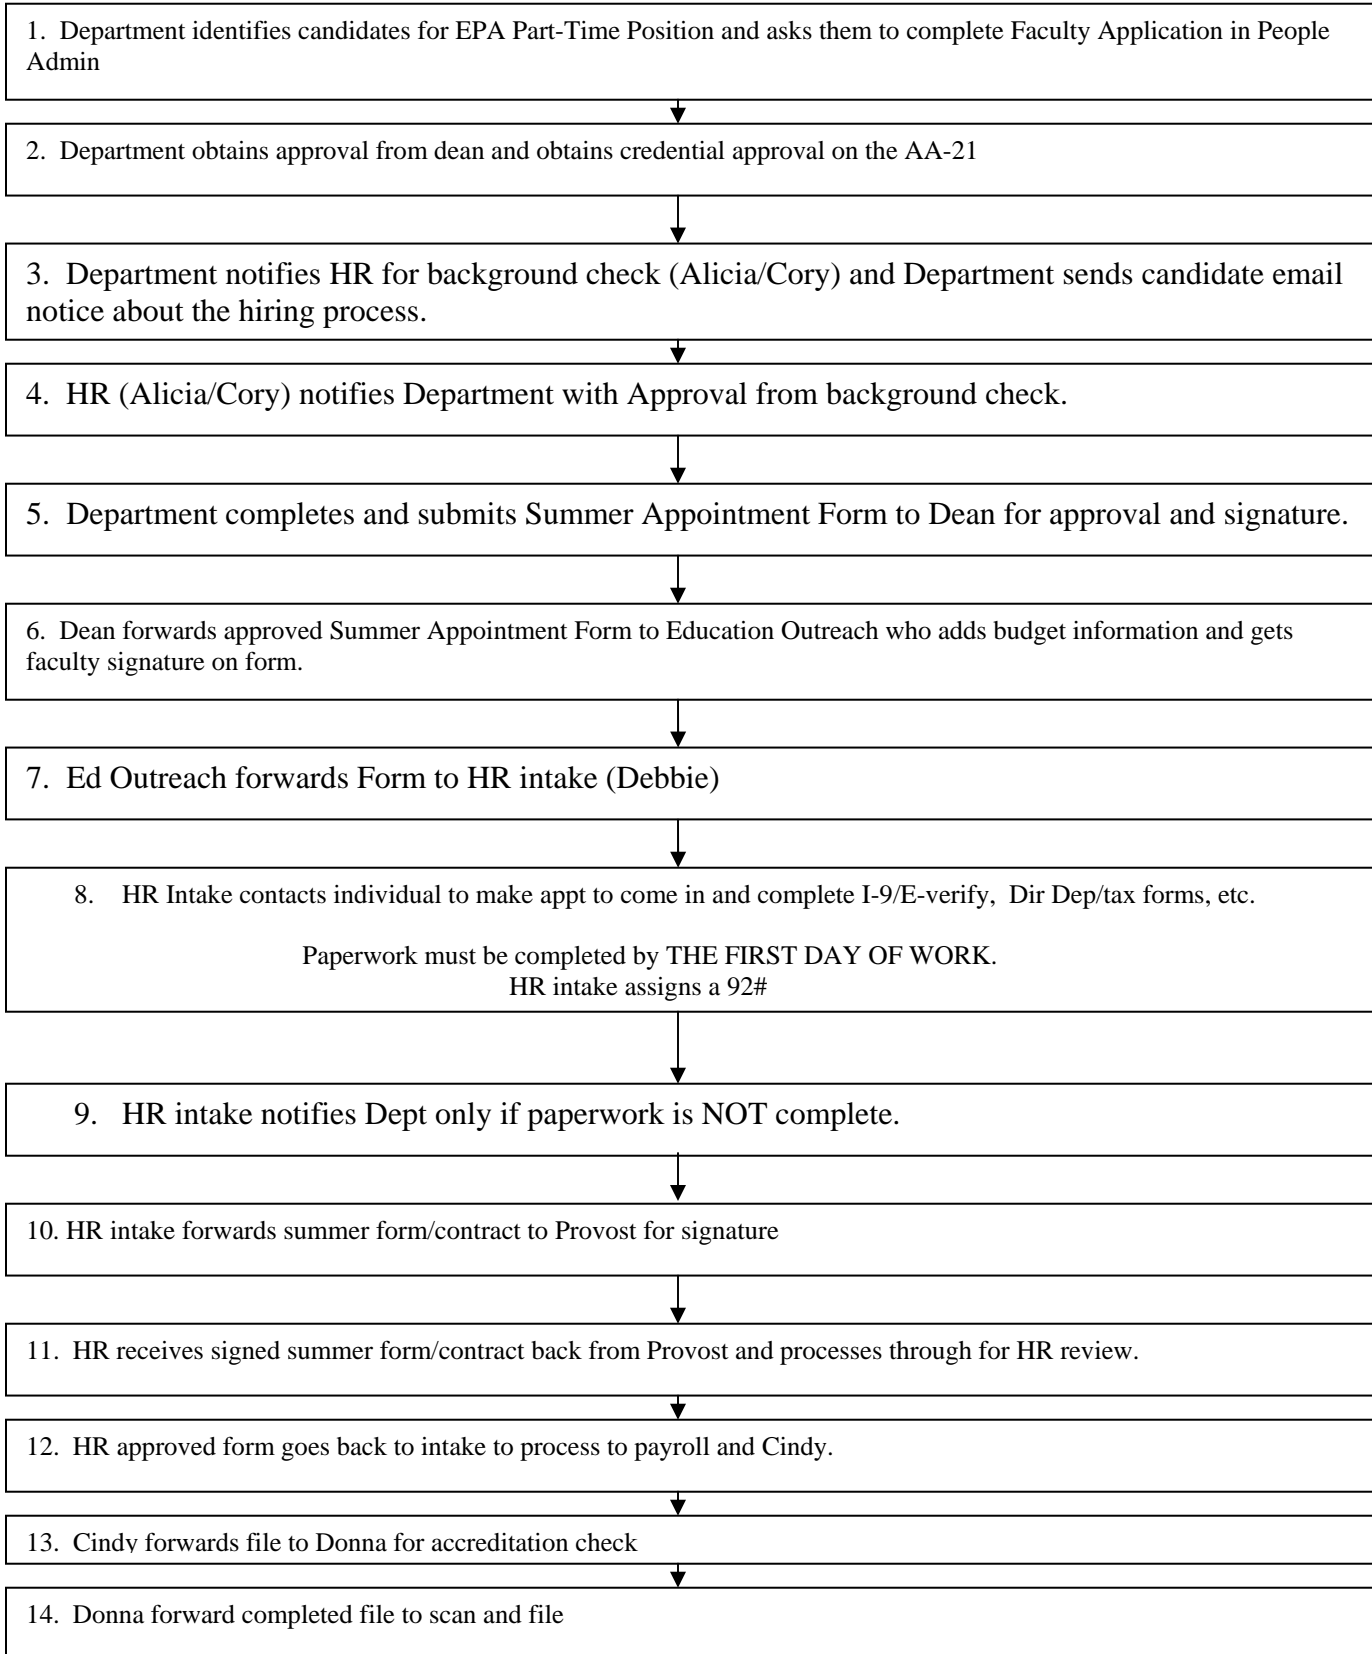 1.  Department identifies candidates for EPA Part-Time Position and asks them to complete Faculty Application in People
Admin
2.  Department obtains approval from dean and obtains credential approval on the AA-21
3.  Department notifies HR for background check (Alicia/Cory) and Department sends candidate email
notice about the hiring process.
4.  HR (Alicia/Cory) notifies Department with Approval from background check.
5.  Department completes and submits Summer Appointment Form to Dean for approval and signature.
6.  Dean forwards approved Summer Appointment Form to Education Outreach who adds budget information and gets
faculty signature on form.
7.  Ed Outreach forwards Form to HR intake (Debbie)
8.  HR Intake contacts individual to make appt to come in and complete I-9/E-verify,  Dir Dep/tax forms, etc.
Paperwork must be completed by THE FIRST DAY OF WORK.
HR intake assigns a 92#
9.  HR intake notifies Dept only if paperwork is NOT complete.
10. HR intake forwards summer form/contract to Provost for signature
11.  HR receives signed summer form/contract back from Provost and processes through for HR review.
12.  HR approved form goes back to intake to process to payroll and Cindy.
13.  Cindy forwards file to Donna for accreditation check
14.  Donna forward completed file to scan and file